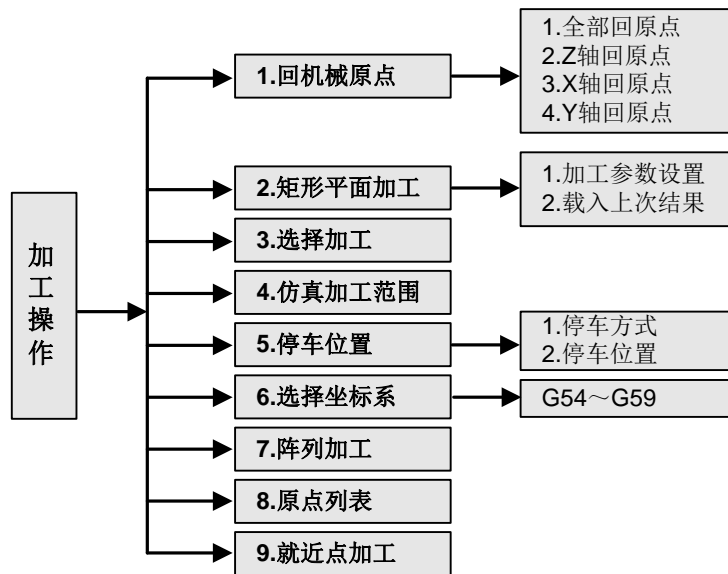 加工操作
1.回机械原点
1.全部回原点
2.Z轴回原点
3.X轴回原点
4.Y轴回原点
2.矩形平面加工
1.加工参数设置
2.载入上次结果
3.选择加工
4.仿真加工范围
5.停车位置
1.停车方式
2.停车位置
6.选择坐标系
G54～G59
7.阵列加工
8.原点列表
9.就近点加工